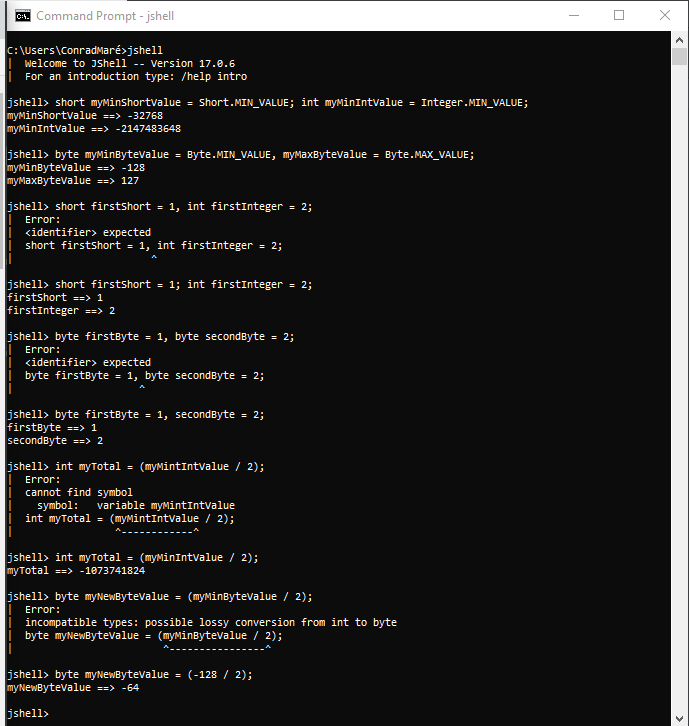 Command Prompt - jshell
C:\Users\ConradMaré>jshell
|  Welcome to JShell -- Version 17.0.6
|  For an introduction type: /help intro
jshell> short myMinShortValue = Short.MIN_VALUE; int myMinIntValue = Integer.MIN_VALUE;
myMinShortValue ==> -32768
myMinIntValue ==> -2147483648
jshell> byte myMinByteValue = Byte.MIN_VALUE, myMaxByteValue = Byte.MAX_VALUE;
myMinByteValue ==> -128
myMaxByteValue ==> 127
jshell> short firstShort = 1, int firstInteger = 2;
|  Error:
|  <identifier> expected
|  short firstShort = 1, int firstInteger = 2;
|                       ^
jshell> short firstShort = 1; int firstInteger = 2;
firstShort ==> 1
firstInteger ==> 2
jshell> byte firstByte = 1, byte secondByte = 2;
|  Error:
|  <identifier> expected
|  byte firstByte = 1, byte secondByte = 2;
|                     ^
jshell> byte firstByte = 1, secondByte = 2;
firstByte ==> 1
secondByte ==> 2
jshell> int myTotal = (myMintIntValue / 2);
|  Error:
|  cannot find symbol
|    symbol:   variable myMintIntValue
|  int myTotal = (myMintIntValue / 2);
|                 ^------------^
jshell> int myTotal = (myMinIntValue / 2);
myTotal ==> -1073741824
jshell> byte myNewByteValue = (myMinByteValue / 2);
|  Error:
|  incompatible types: possible lossy conversion from int to byte
|  byte myNewByteValue = (myMinByteValue / 2);
|                         ^----------------^
jshell> byte myNewByteValue = (-128 / 2);
myNewByteValue ==> -64
jshell>